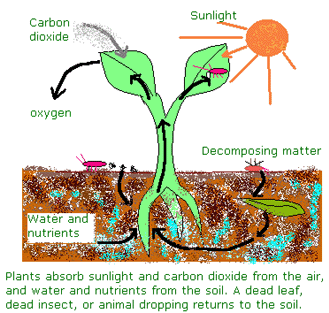 Carbon
dioxide
Sunlight
oxygen
Decomposing matter
Water and
nutrients
Plants absorb sunlight and carbon dioxide from the air,
and water and nutrients from the soil. A dead leaf,
dead insect, or animal dropping returns to the soil.